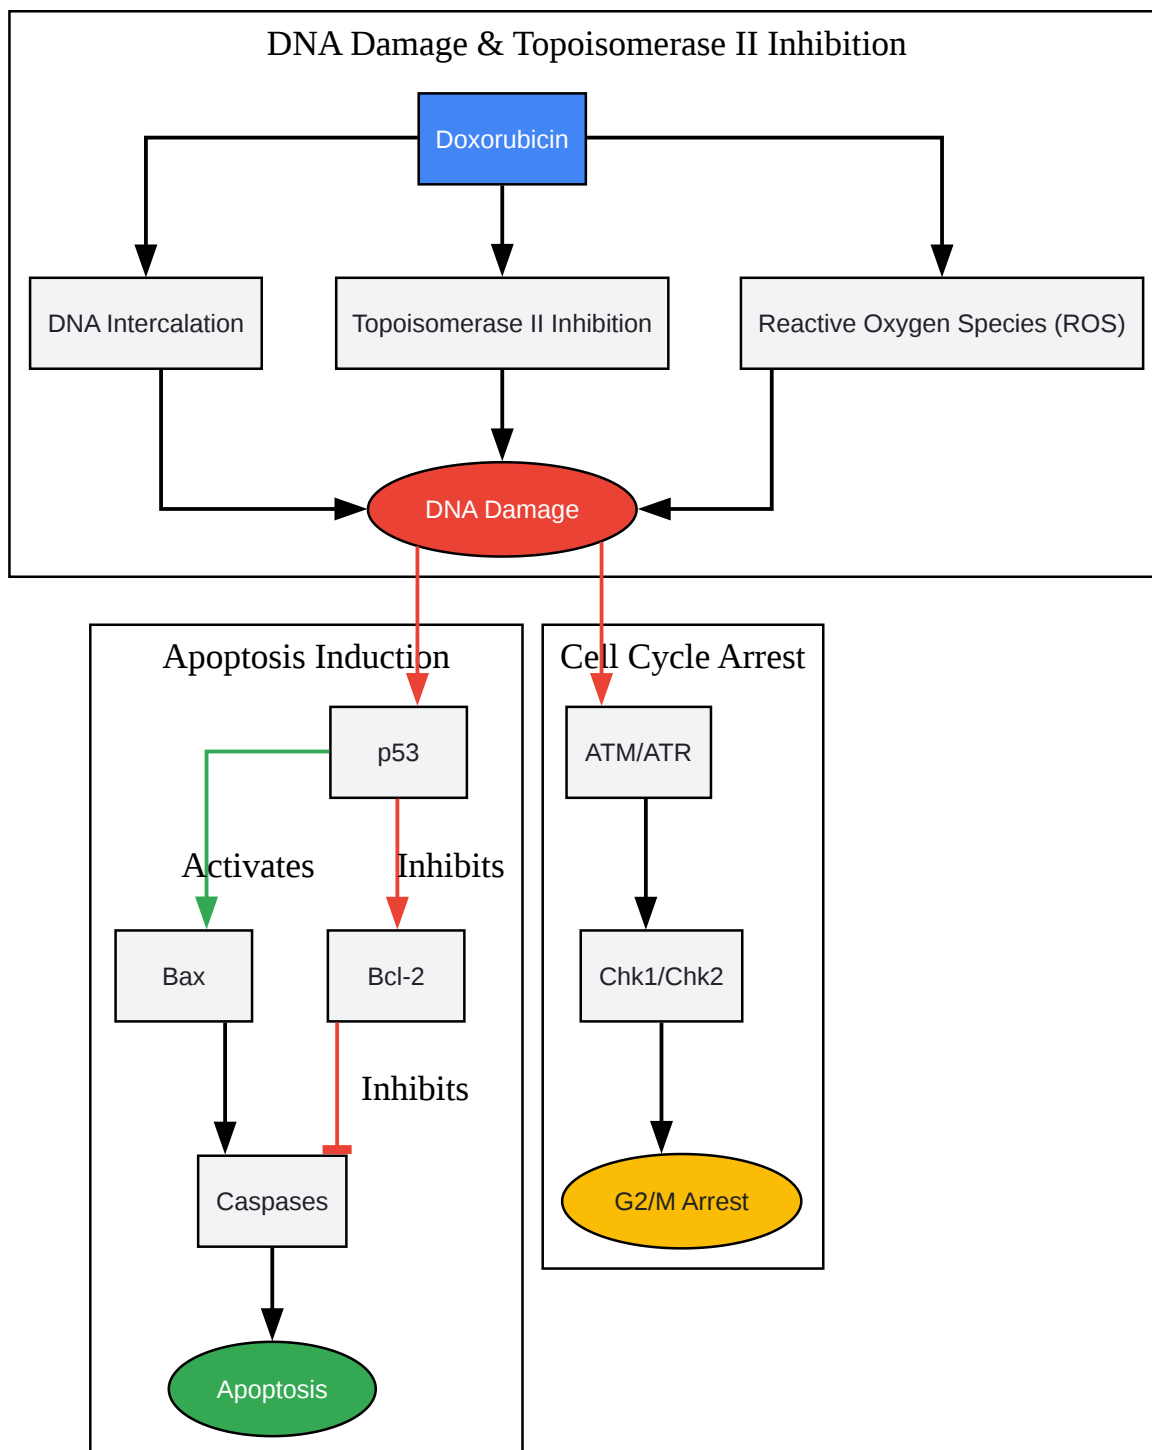 DNA Damage & Topoisomerase II Inhibition
Doxorubicin
DNA Intercalation
Topoisomerase II Inhibition
Reactive Oxygen Species (ROS)
DNA Damage
Apoptosis Induction
Cell Cycle Arrest
p53
ATM/ATR
Activates
Inhibits
Bax
Bcl-2
Chk1/Chk2
Inhibits
Caspases
G2/M Arrest
Apoptosis